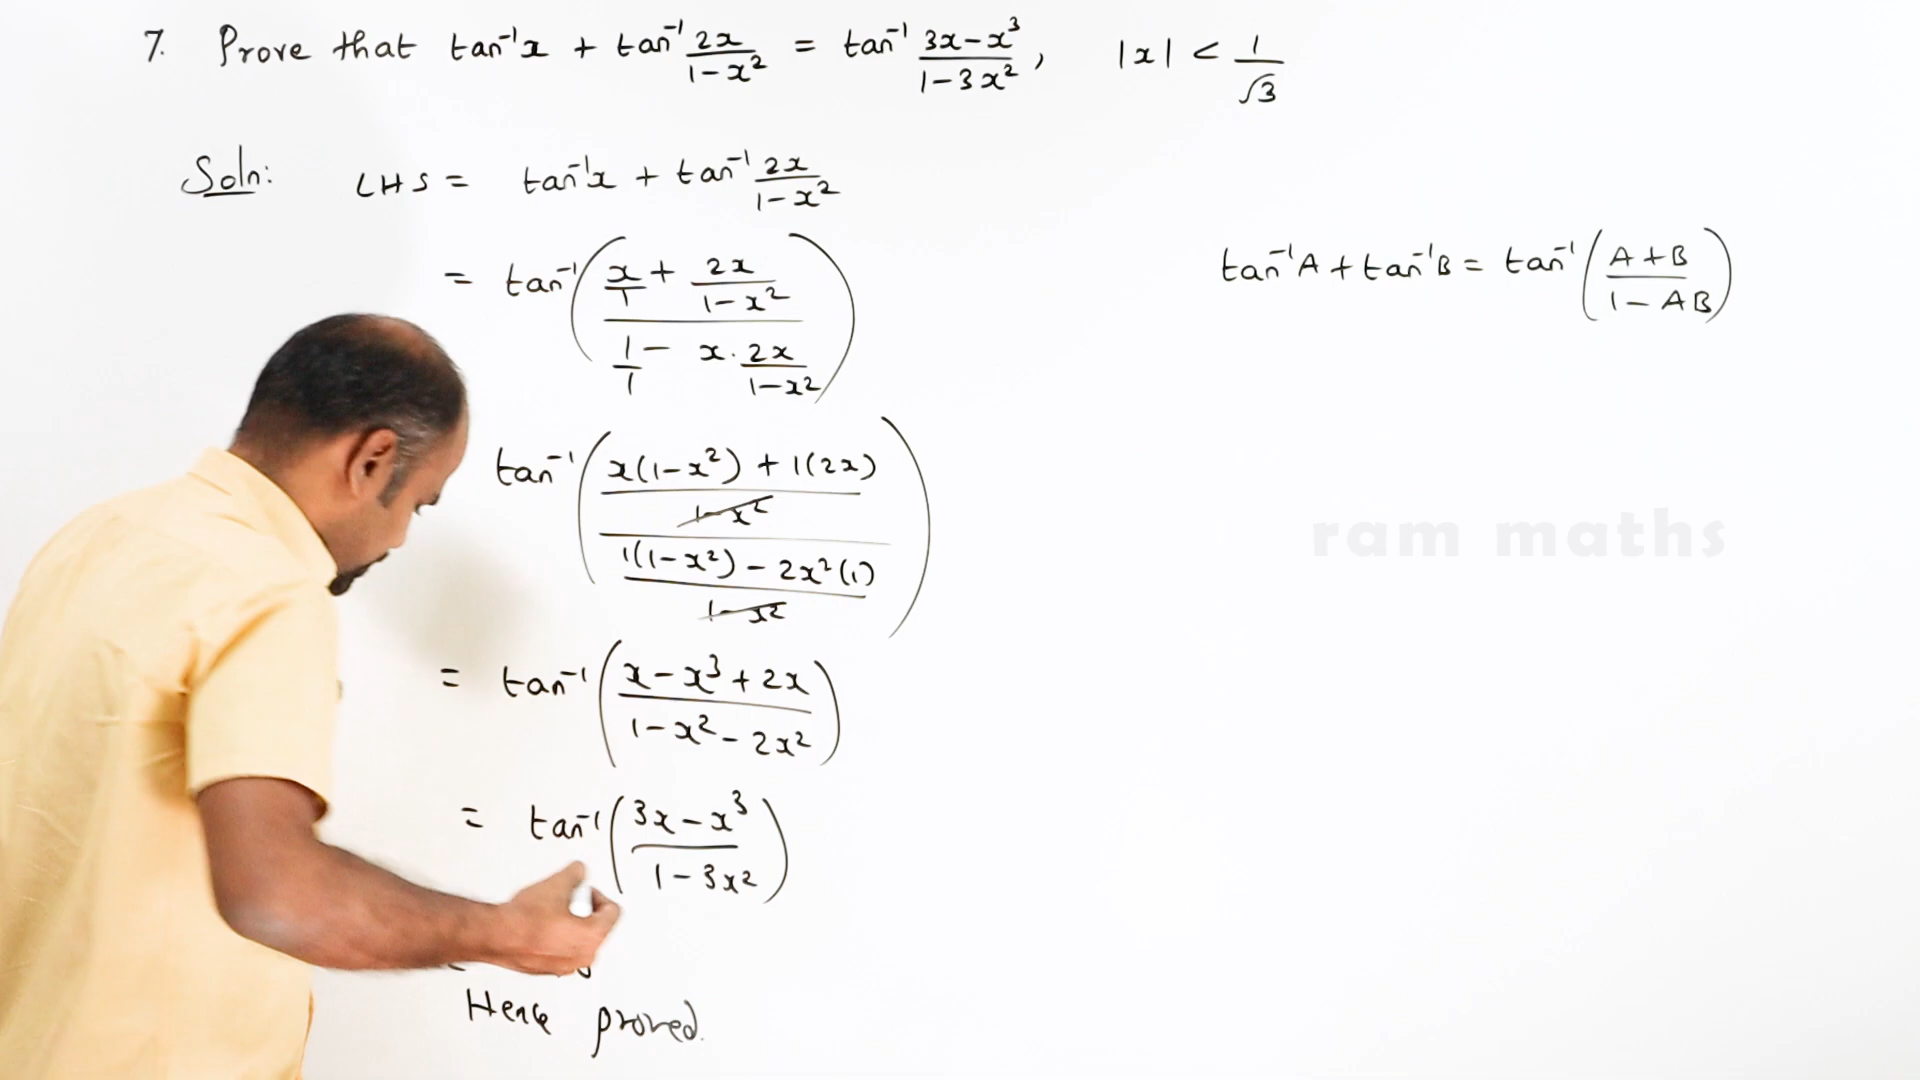 7. Prove that tan⁻¹x + tan⁻¹ 2x/(1-x²) = tan⁻¹ (3x-x³)/(1-3x²), |x| < 1/√3
Soln: LHS = tan⁻¹x + tan⁻¹ 2x/(1-x²)
= tan⁻¹( (x/1 + 2x/(1-x²)) / (1/1 - x·2x/(1-x²)) )
tan⁻¹A + tan⁻¹B = tan⁻¹( (A+B)/(1-AB) )
tan⁻¹( ((x(1-x²) + 1(2x))/(1-x²)) / ((1(1-x²) - 2x²(1))/(1-x²)) )
ram maths
= tan⁻¹( (x-x³+2x)/(1-x²-2x²) )
= tan⁻¹( (3x-x³)/(1-3x²) )
Hence proved.